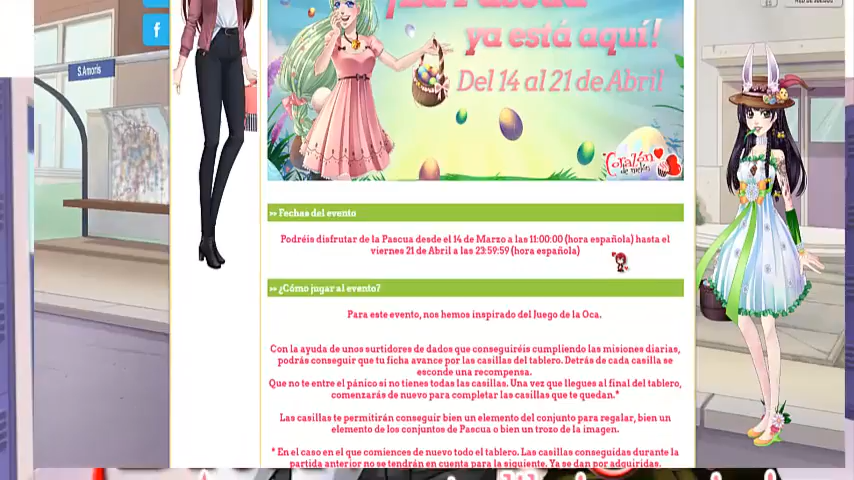 RED DE JUEGOS
f
S.Amoris
¡La Pascua
ya está aquí!
Del 14 al 21 de Abril
Corazón
de melón
»» Fechas del evento
Podréis disfrutar de la Pascua desde el 14 de Marzo a las 11:00:00 (hora española) hasta el
viernes 21 de Abril a las 23:59:59 (hora española)
»» ¿Cómo jugar al evento?
Para este evento, nos hemos inspirado del Juego de la Oca.
Con la ayuda de unos surtidores de dados que conseguiréis cumpliendo las misiones diarias,
podrás conseguir que tu ficha avance por las casillas del tablero. Detrás de cada casilla se
esconde una recompensa.
Que no te entre el pánico si no tienes todas las casillas. Una vez que llegues al final del tablero,
comenzarás de nuevo para completar las casillas que te quedan.*
Las casillas te permitirán conseguir bien un elemento del conjunto para regalar, bien un
elemento de los conjuntos de Pascua o bien un trozo de la imagen.
* En el caso en el que comiences de nuevo todo el tablero. Las casillas conseguidas durante la
partida anterior no se tendrán en cuenta para la siguiente. Ya se dan por adquiridas.